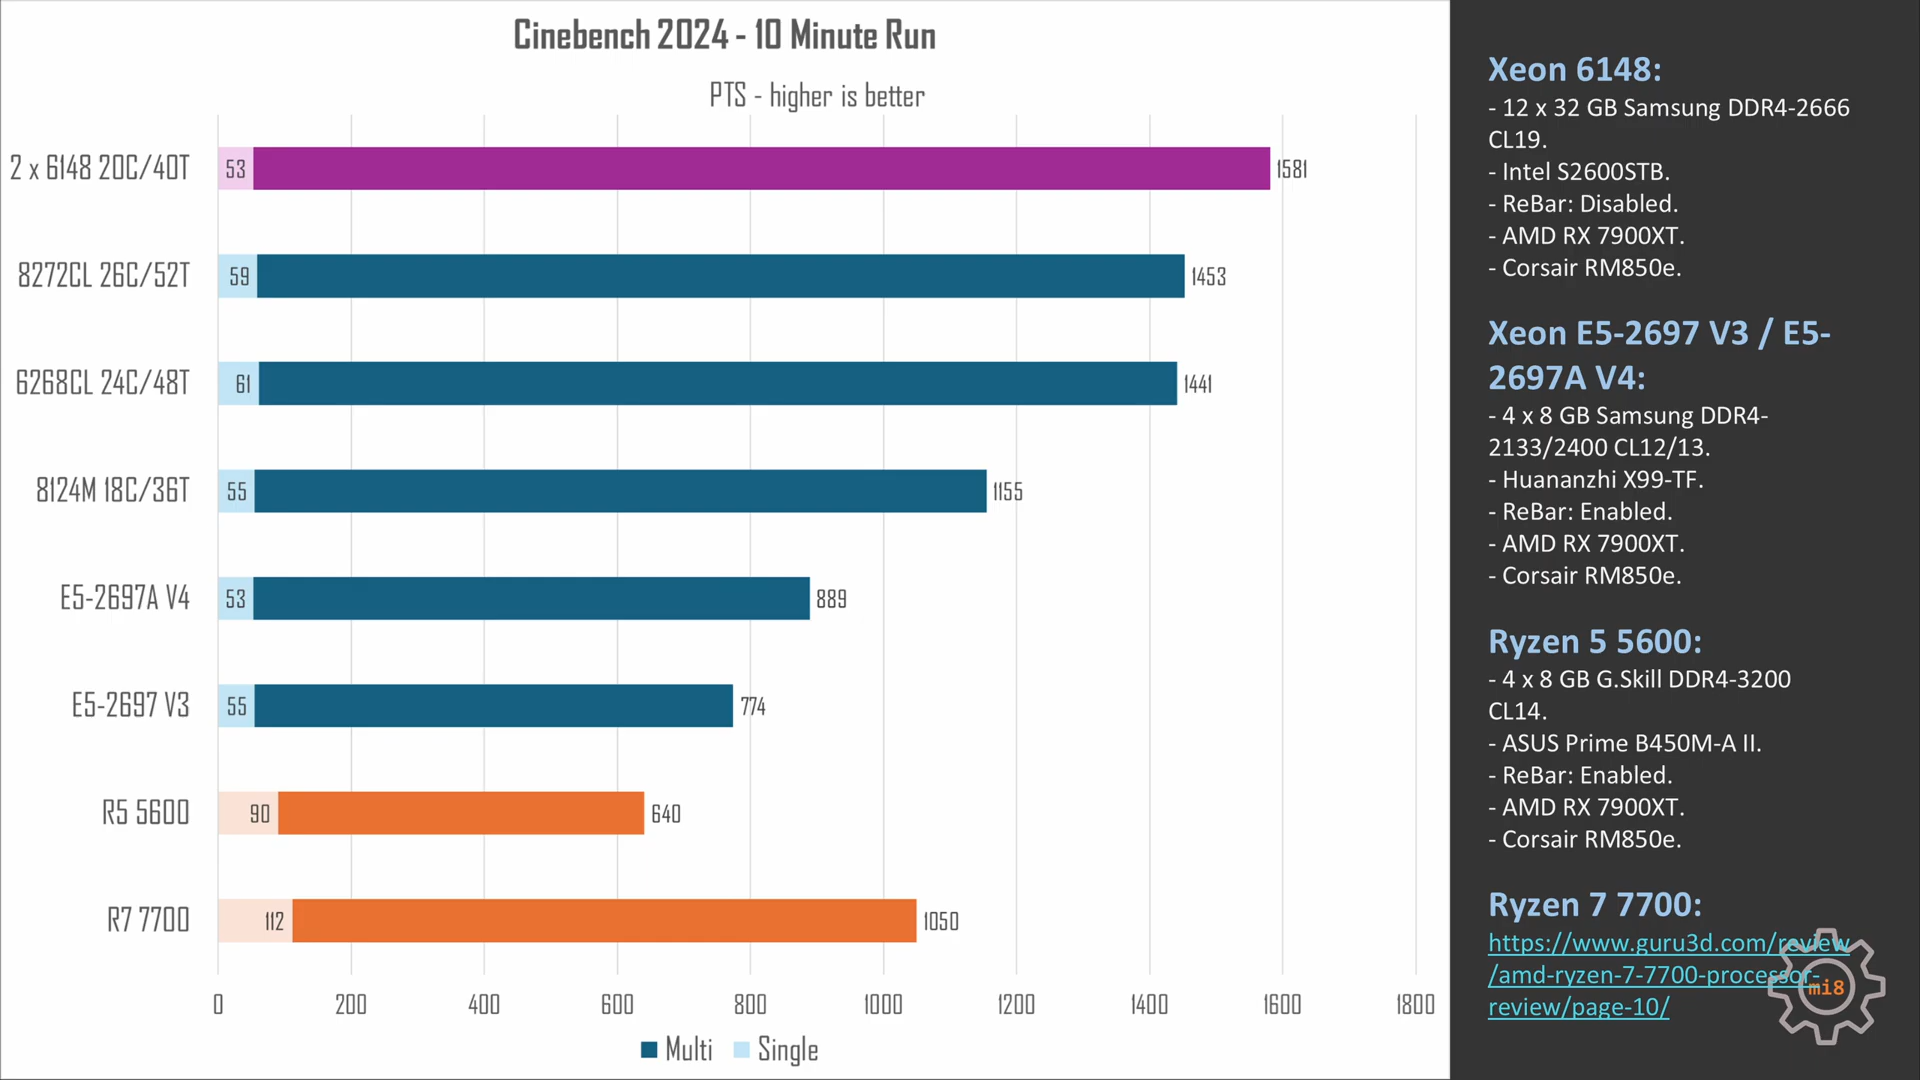 Cinebench 2024 - 10 Minute Run
PTS - higher is better
2 x 6148 20C/40T 53 1581
8272CL 26C/52T 59 1453
6268CL 24C/48T 61 1441
8124M 18C/36T 55 1155
E5-2697A V4 53 889
E5-2697 V3 55 774
R5 5600 90 640
R7 7700 112 1050
0 200 400 600 800 1000 1200 1400 1600 1800
Multi Single
Xeon 6148:
- 12 x 32 GB Samsung DDR4-2666
CL19.
- Intel S2600STB.
- ReBar: Disabled.
- AMD RX 7900XT.
- Corsair RM850e.
Xeon E5-2697 V3 / E5-
2697A V4:
- 4 x 8 GB Samsung DDR4-
2133/2400 CL12/13.
- Huananzhi X99-TF.
- ReBar: Enabled.
- AMD RX 7900XT.
- Corsair RM850e.
Ryzen 5 5600:
- 4 x 8 GB G.Skill DDR4-3200
CL14.
- ASUS Prime B450M-A II.
- ReBar: Enabled.
- AMD RX 7900XT.
- Corsair RM850e.
Ryzen 7 7700:
https://www.guru3d.com/review
/amd-ryzen-7-7700-processor-
review/page-10/
mi8